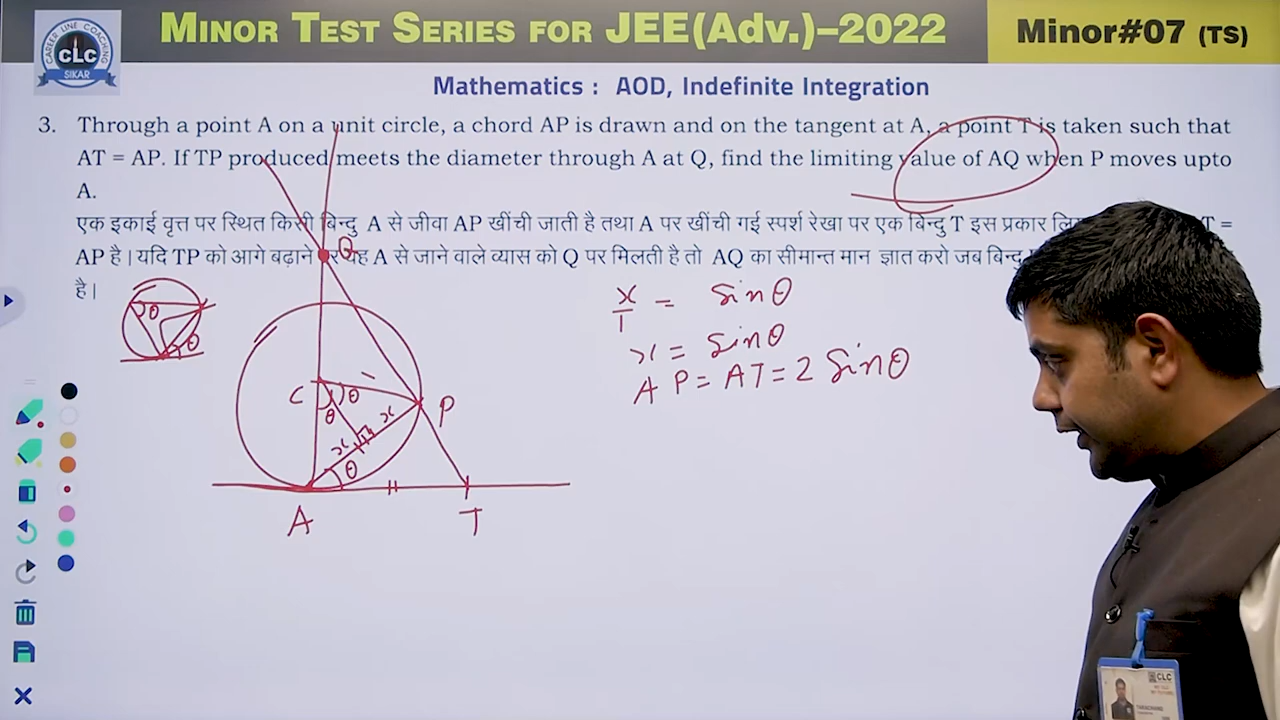 CAREER LINE COACHING
CLC
SIKAR
MINOR TEST SERIES FOR JEE(ADV.)–2022
Minor#07 (TS)
Mathematics : AOD, Indefinite Integration
3. Through a point A on a unit circle, a chord AP is drawn and on the tangent at A, a point T is taken such that
AT = AP. If TP produced meets the diameter through A at Q, find the limiting value of AQ when P moves upto
A.
एक इकाई वृत्त पर स्थित किसी बिन्दु A से जीवा AP खींची जाती है तथा A पर खींची गई स्पर्श रेखा पर एक बिन्दु T इस प्रकार T =
AP है। यदि TP को आगे बढ़ाने पर यह A से जाने वाले व्यास को Q पर मिलती है तो AQ का सीमान्त मान ज्ञात करो जब
है।
x/1 = sinθ
x = sinθ
AP = AT = 2 sinθ
Q
θ
θ
C
θ
θ
x
x
P
θ
A
T
CLC